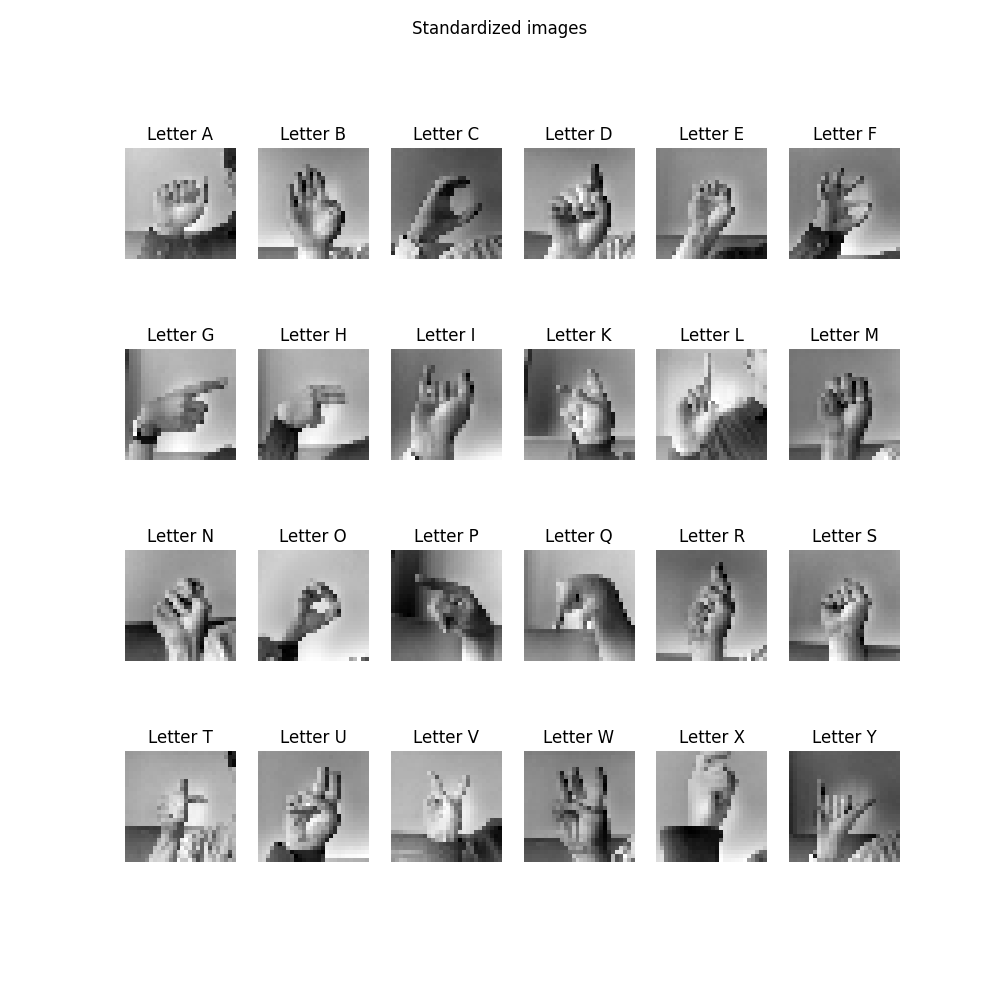 Standardized images
Letter A Letter B Letter C Letter D Letter E Letter F
Letter G Letter H Letter I Letter K Letter L Letter M
Letter N Letter O Letter P Letter Q Letter R Letter S
Letter T Letter U Letter V Letter W Letter X Letter Y